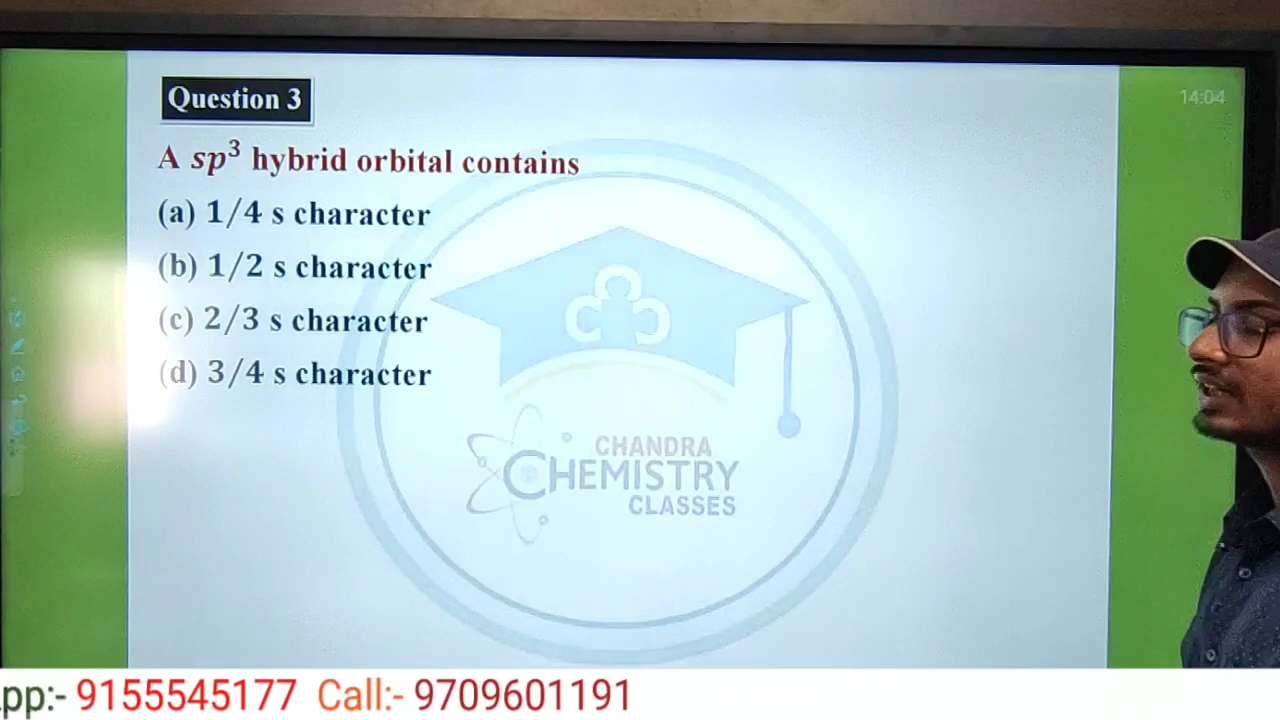 Question 3
14:04
A sp³ hybrid orbital contains
(a) 1/4 s character
(b) 1/2 s character
(c) 2/3 s character
(d) 3/4 s character
CHANDRA
CHEMISTRY
CLASSES
pp:- 9155545177 Call:- 9709601191